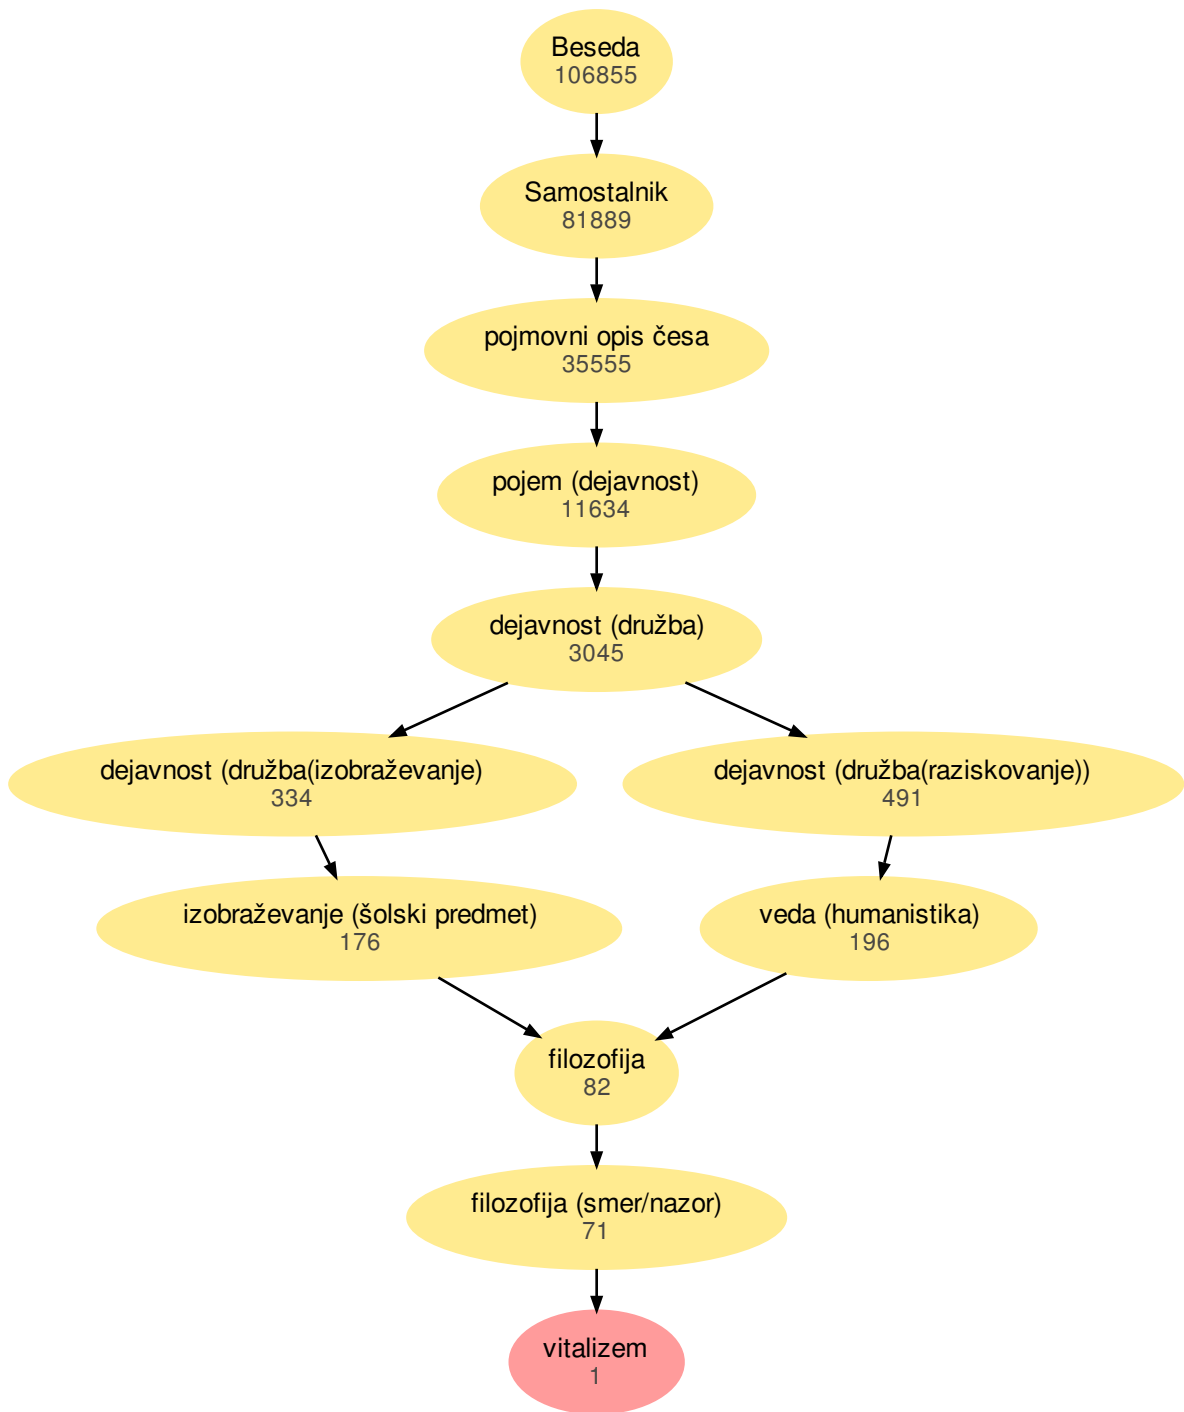 Beseda
106855
Samostalnik
81889
pojmovni opis česa
35555
pojem (dejavnost)
11634
dejavnost (družba)
3045
dejavnost (družba(izobraževanje)
334
dejavnost (družba(raziskovanje))
491
izobraževanje (šolski predmet)
176
veda (humanistika)
196
filozofija
82
filozofija (smer/nazor)
71
vitalizem
1